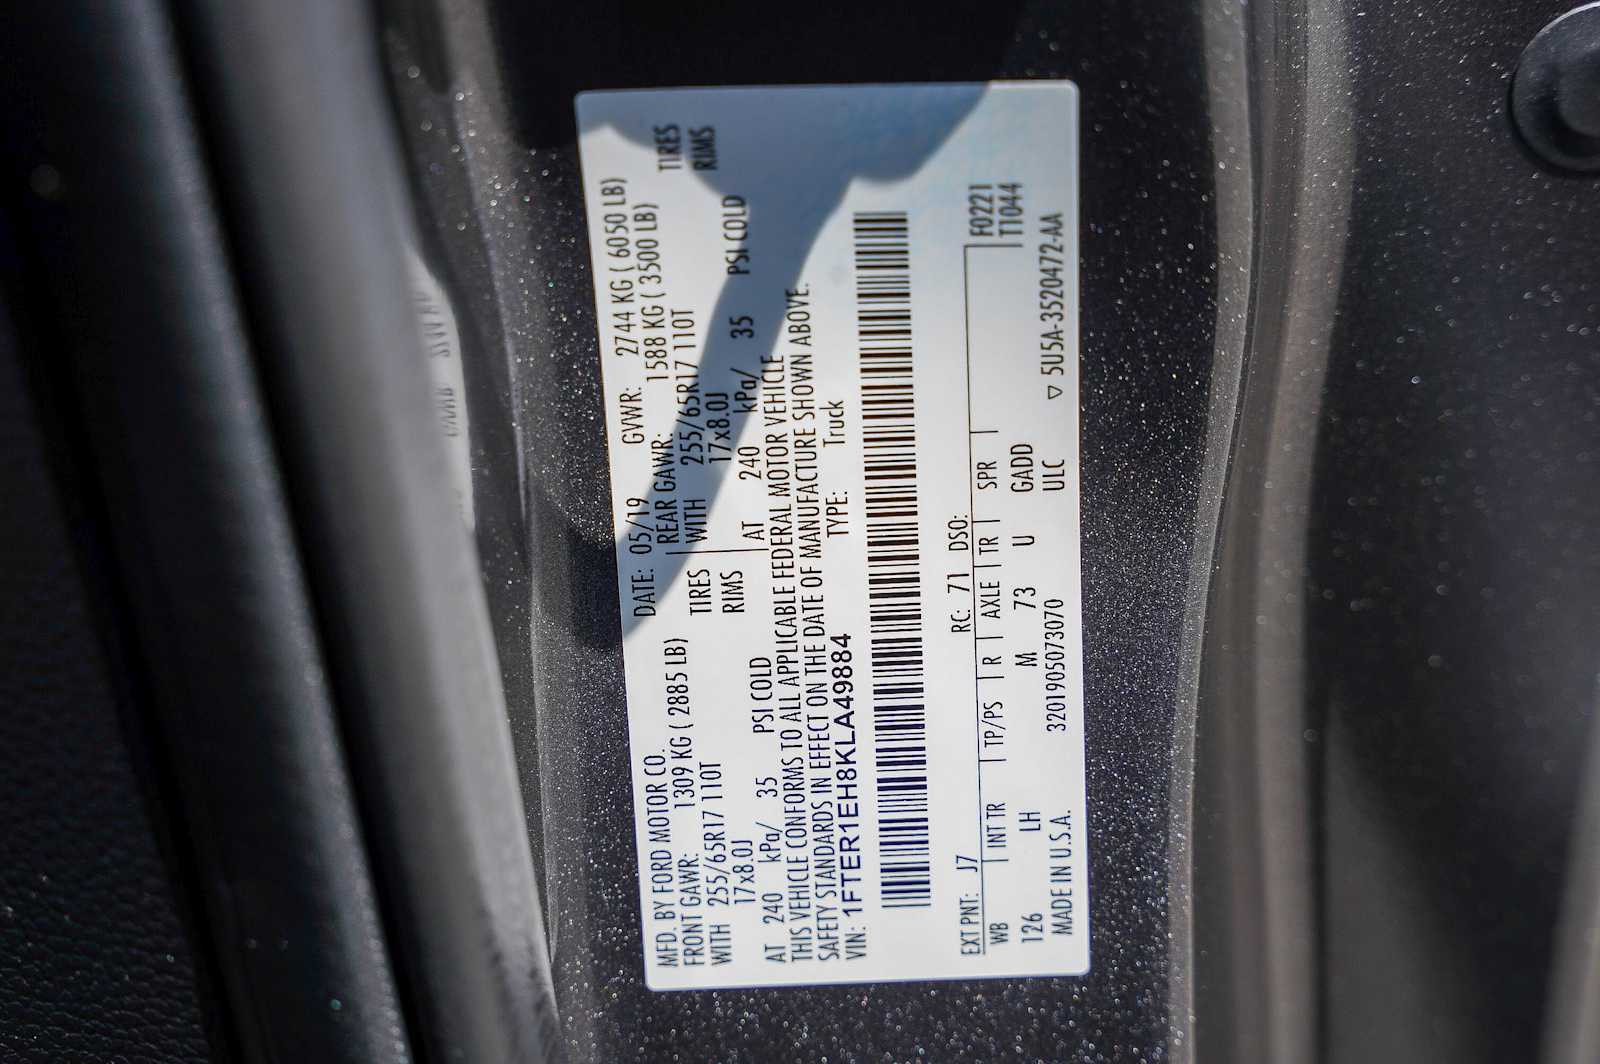 MFD. BY FORD MOTOR CO. DATE: 05/19 GVWR: 2744 KG ( 6050 LB)
FRONT GAWR: 1309 KG ( 2885 LB) REAR GAWR: 1588 KG ( 3500 LB)
WITH 255/65R17 110T TIRES WITH 255/65R17 110T TIRES
17x8.0J RIMS 17x8.0J RIMS
AT 240 kPa/ 35 PSI COLD AT 240 kPa/ 35 PSI COLD
THIS VEHICLE CONFORMS TO ALL APPLICABLE FEDERAL MOTOR VEHICLE
SAFETY STANDARDS IN EFFECT ON THE DATE OF MANUFACTURE SHOWN ABOVE.
VIN: 1FTER1EH8KLA49884 TYPE: Truck
EXT PNT: J7 RC: 71 DSO: F0221
WB INT TR TP/PS R AXLE TR SPR T1044
126 LH M 73 U GADD
MADE IN U.S.A. 320190507​3070 ULC ▽ 5U5A-3520472-AA